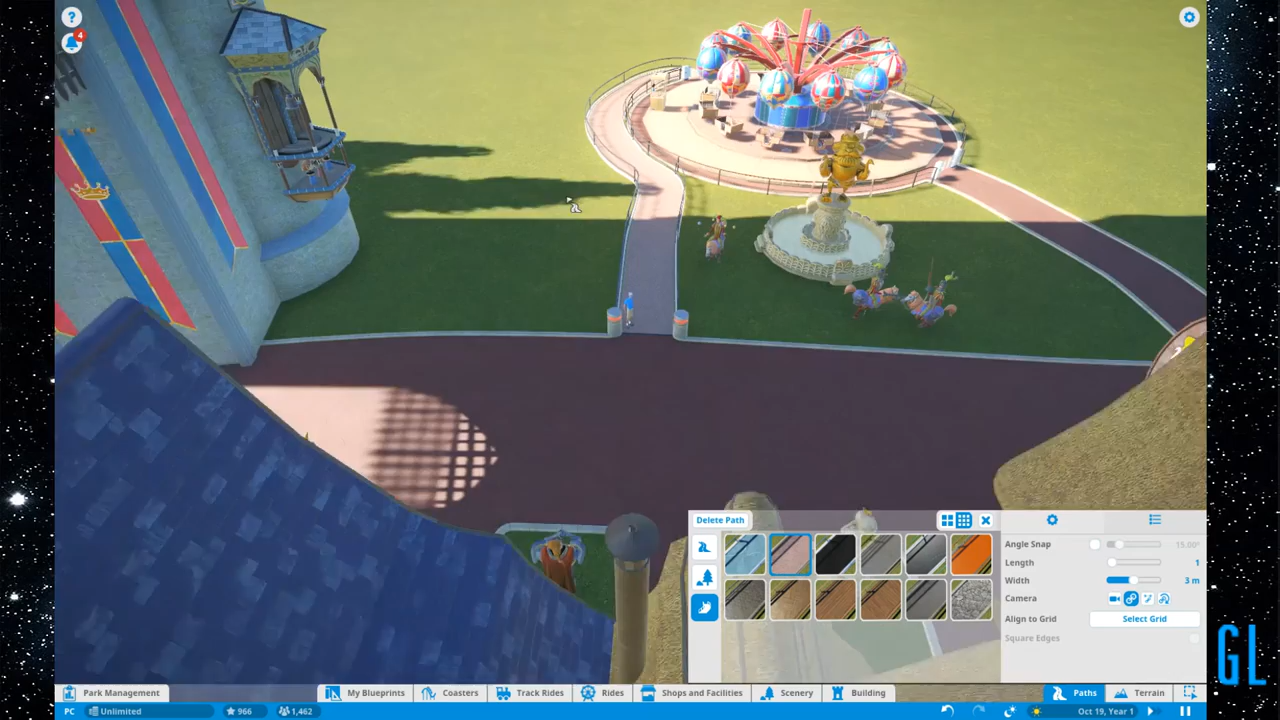 ?
4
Delete Path
Angle Snap 15.00°
Length 1
Width 3 m
Camera
Align to Grid Select Grid
Square Edges
GL
Park Management My Blueprints Coasters Track Rides Rides Shops and Facilities Scenery Building Paths Terrain
PC Unlimited 966 1,462 Oct 19, Year 1